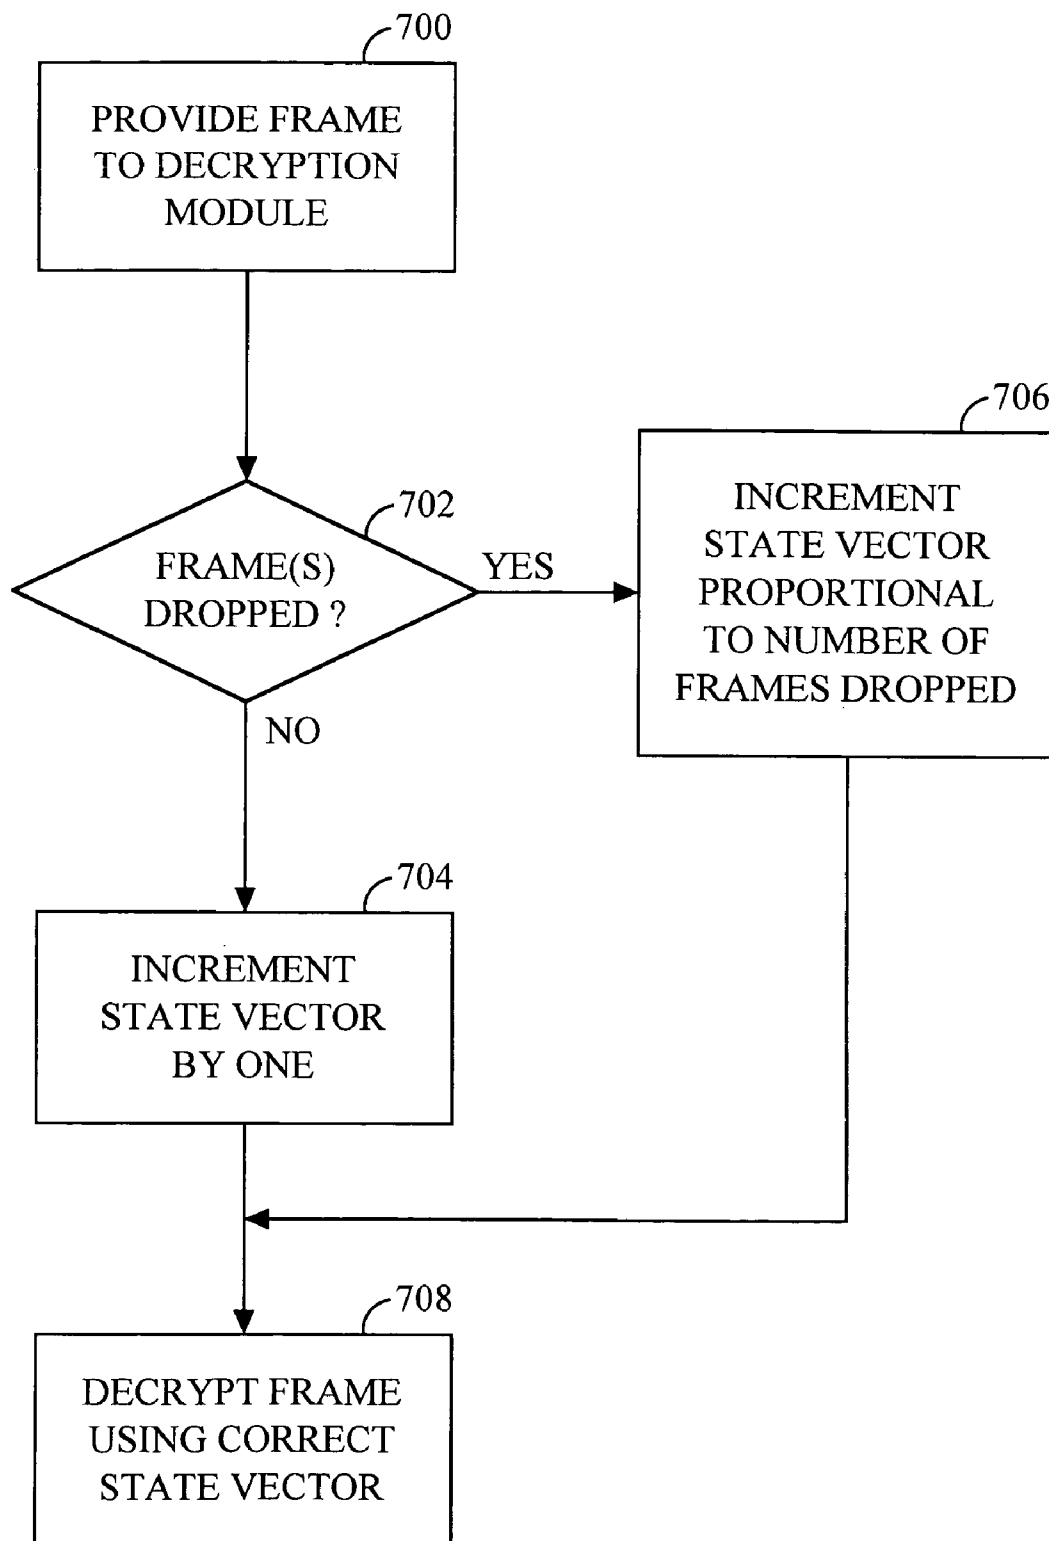 700
PROVIDE FRAME
TO DECRYPTION
MODULE
702
FRAME(S)
DROPPED ?
YES
NO
706
INCREMENT
STATE VECTOR
PROPORTIONAL
TO NUMBER OF
FRAMES DROPPED
704
INCREMENT
STATE VECTOR
BY ONE
708
DECRYPT FRAME
USING CORRECT
STATE VECTOR